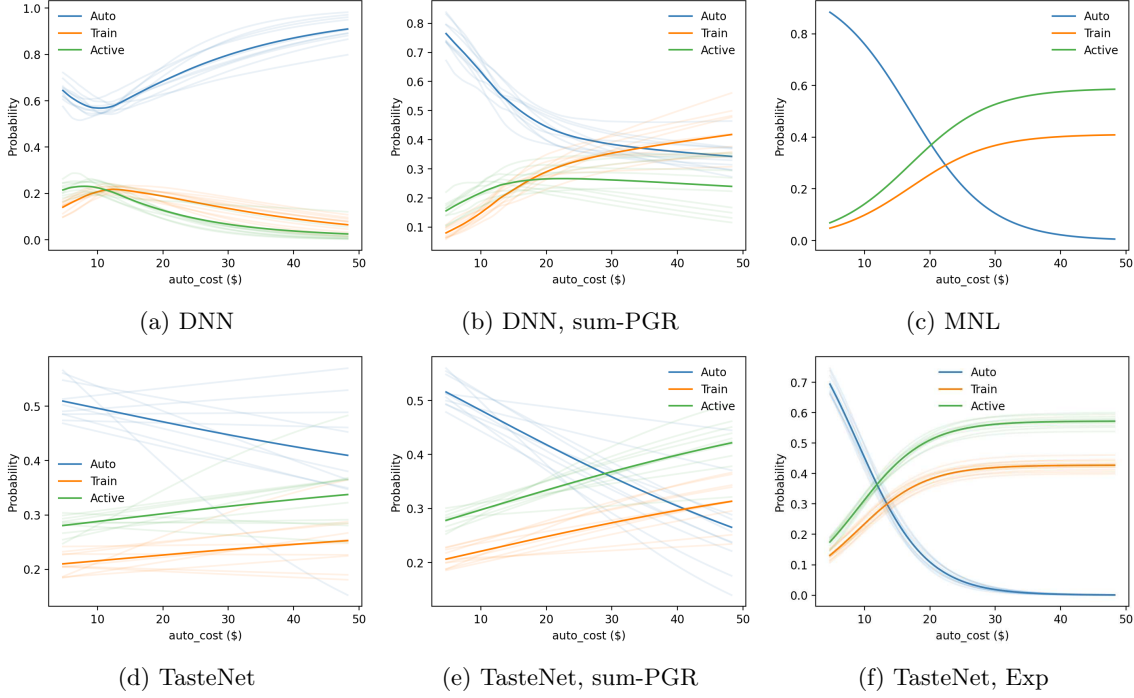 1.0
0.8
0.6
0.4
0.2
0.0
Probability
Auto
Train
Active
10
20
30
40
50
auto_cost ($)
(a) DNN
0.8
0.7
0.6
0.5
0.4
0.3
0.2
0.1
Probability
Auto
Train
Active
10
20
30
40
50
auto_cost ($)
(b) DNN, sum-PGR
0.8
0.6
0.4
0.2
0.0
Probability
Auto
Train
Active
10
20
30
40
50
auto_cost ($)
(c) MNL
0.5
0.4
0.3
0.2
Probability
Auto
Train
Active
10
20
30
40
50
auto_cost ($)
(d) TasteNet
0.5
0.4
0.3
0.2
Probability
Auto
Train
Active
10
20
30
40
50
auto_cost ($)
(e) TasteNet, sum-PGR
0.7
0.6
0.5
0.4
0.3
0.2
0.1
0.0
Probability
Auto
Train
Active
10
20
30
40
50
auto_cost ($)
(f) TasteNet, Exp